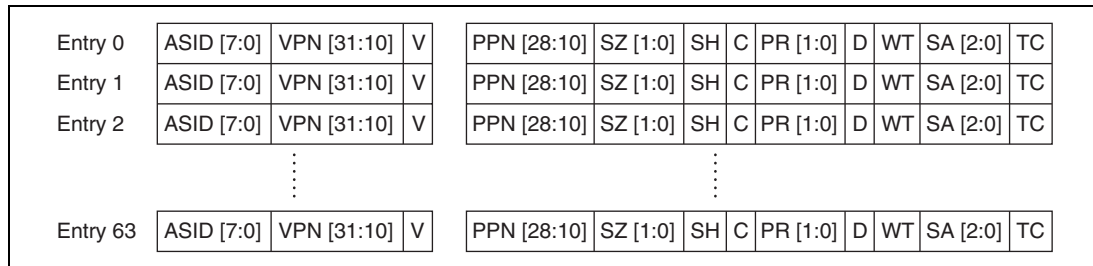 Entry 0 ASID [7:0] VPN [31:10] V PPN [28:10] SZ [1:0] SH C PR [1:0] D WT SA [2:0] TC
Entry 1 ASID [7:0] VPN [31:10] V PPN [28:10] SZ [1:0] SH C PR [1:0] D WT SA [2:0] TC
Entry 2 ASID [7:0] VPN [31:10] V PPN [28:10] SZ [1:0] SH C PR [1:0] D WT SA [2:0] TC
Entry 63 ASID [7:0] VPN [31:10] V PPN [28:10] SZ [1:0] SH C PR [1:0] D WT SA [2:0] TC